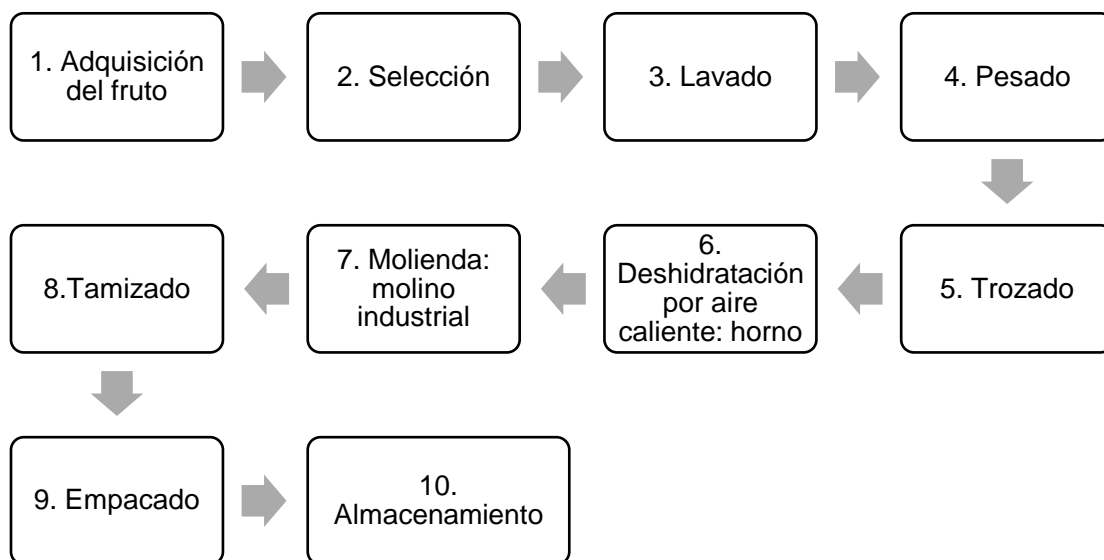 1. Adquisición
del fruto
2. Selección
3. Lavado
4. Pesado
5. Trozado
6.
Deshidratación
por aire
caliente: horno
7. Molienda:
molino
industrial
8.Tamizado
9. Empacado
10.
Almacenamiento